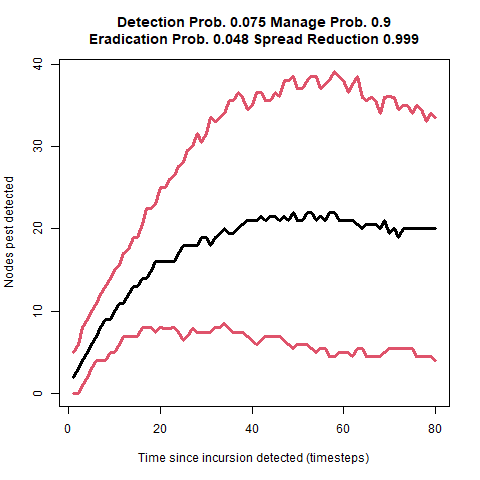 Detection Prob. 0.075 Manage Prob. 0.9
Eradication Prob. 0.048 Spread Reduction 0.999
40
30
20
10
0
Nodes pest detected
0 20 40 60 80
Time since incursion detected (timesteps)